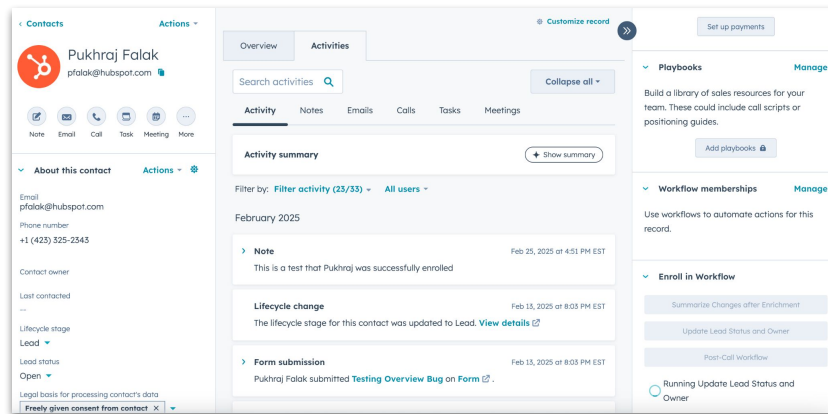 ‹ Contacts
Actions
Pukhraj Falak
pfalak@hubspot.com
Note Email Call Task Meeting More
About this contact
Actions
Email
pfalak@hubspot.com
Phone number
+1 (423) 325-2343
Contact owner
Last contacted
--
Lifecycle stage
Lead
Lead status
Open
Legal basis for processing contact's data
Freely given consent from contact X
Customize record
Overview
Activities
Search activities
Collapse all
Activity Notes Emails Calls Tasks Meetings
Activity summary
Show summary
Filter by: Filter activity (23/33) All users
February 2025
Note
Feb 25, 2025 at 4:51 PM EST
This is a test that Pukhraj was successfully enrolled
Lifecycle change
Feb 13, 2025 at 8:03 PM EST
The lifecycle stage for this contact was updated to Lead. View details
Form submission
Feb 13, 2025 at 8:03 PM EST
Pukhraj Falak submitted Testing Overview Bug on Form .
Set up payments
Playbooks
Manage
Build a library of sales resources for your
team. These could include call scripts or
positioning guides.
Add playbooks
Workflow memberships
Manage
Use workflows to automate actions for this
record.
Enroll in Workflow
Summarize Changes after Enrichment
Update Lead Status and Owner
Post-Call Workflow
Running Update Lead Status and
Owner